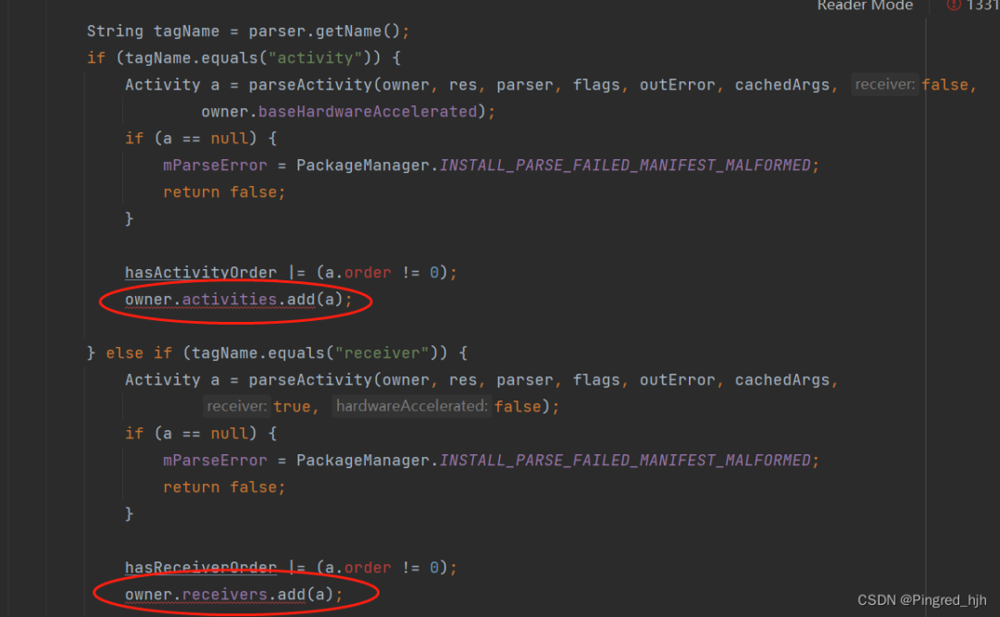 Reader Mode 1331
String tagName = parser.getName();
if (tagName.equals("activity")) {
Activity a = parseActivity(owner, res, parser, flags, outError, cachedArgs, receiver: false,
owner.baseHardwareAccelerated);
if (a == null) {
mParseError = PackageManager.INSTALL_PARSE_FAILED_MANIFEST_MALFORMED;
return false;
}
hasActivityOrder |= (a.order != 0);
owner.activities.add(a);
} else if (tagName.equals("receiver")) {
Activity a = parseActivity(owner, res, parser, flags, outError, cachedArgs,
receiver: true, hardwareAccelerated: false);
if (a == null) {
mParseError = PackageManager.INSTALL_PARSE_FAILED_MANIFEST_MALFORMED;
return false;
}
hasReceiverOrder |= (a.order != 0);
owner.receivers.add(a);
CSDN @Pingred_hjh